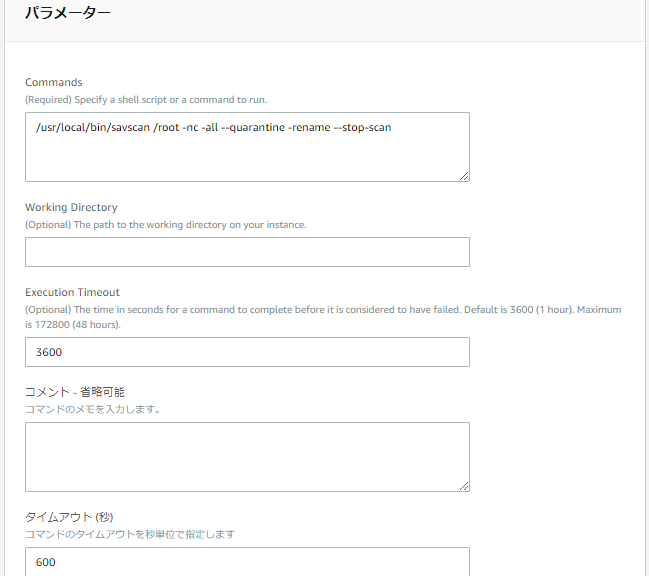 パラメーター
Commands
(Required) Specify a shell script or a command to run.
/usr/local/bin/savscan /root -nc -all --quarantine -rename --stop-scan
Working Directory
(Optional) The path to the working directory on your instance.
Execution Timeout
(Optional) The time in seconds for a command to complete before it is considered to have failed. Default is 3600 (1 hour). Maximum
is 172800 (48 hours).
3600
コメント - 省略可能
コマンドのメモを入力します。
タイムアウト (秒)
コマンドのタイムアウトを秒単位で指定します
600